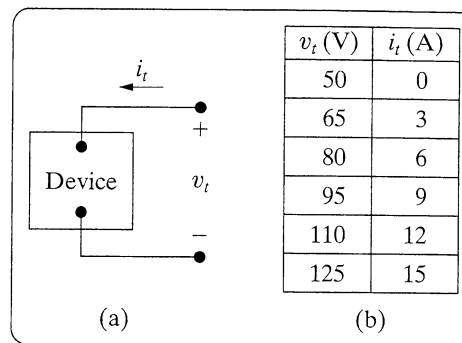 i_t
+
Device
v_t
−
(a)
v_t (V) i_t (A)
50 0
65 3
80 6
95 9
110 12
125 15
(b)